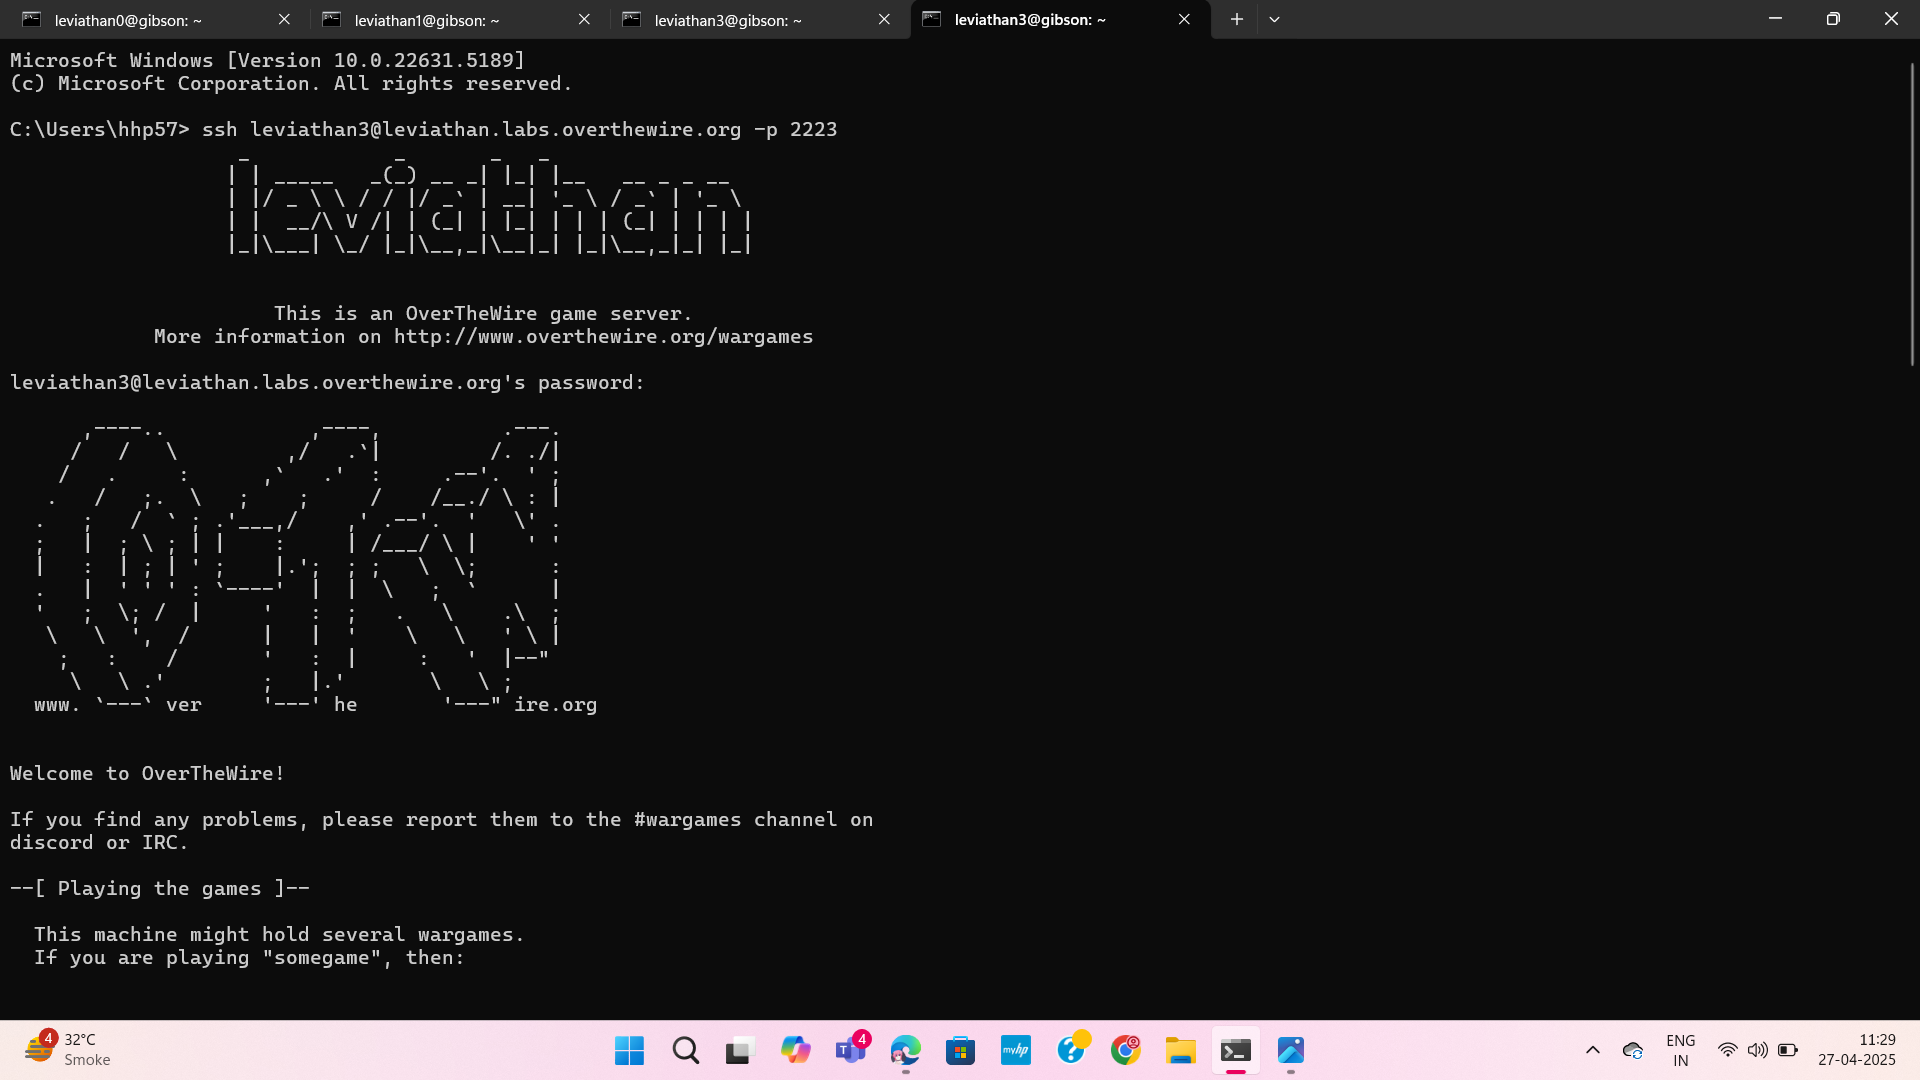 leviathan0@gibson: ~
leviathan1@gibson: ~
leviathan3@gibson: ~
leviathan3@gibson: ~
Microsoft Windows [Version 10.0.22631.5189]
(c) Microsoft Corporation. All rights reserved.
C:\Users\hhp57> ssh leviathan3@leviathan.labs.overthewire.org -p 2223
leviathan
This is an OverTheWire game server.
More information on http://www.overthewire.org/wargames
leviathan3@leviathan.labs.overthewire.org's password:
www. `---` ver '---' he '---" ire.org
Welcome to OverTheWire!
If you find any problems, please report them to the #wargames channel on
discord or IRC.
--[ Playing the games ]--
This machine might hold several wargames.
If you are playing "somegame", then:
4
32°C
Smoke
4
myhp
ENG
IN
11:29
27-04-2025